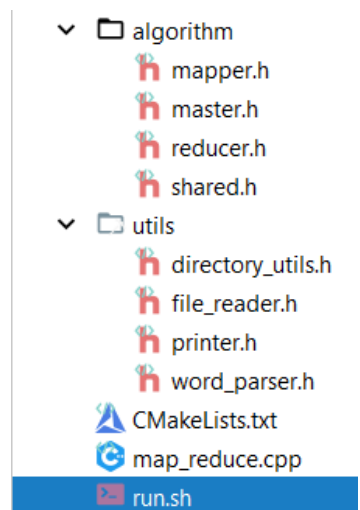 algorithm
mapper.h
master.h
reducer.h
shared.h
utils
directory_utils.h
file_reader.h
printer.h
word_parser.h
CMakeLists.txt
map_reduce.cpp
run.sh